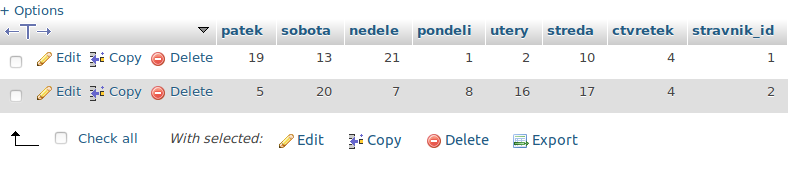 + Options
←T→ patek sobota nedele pondeli utery streda ctvretek stravnik_id
Edit Copy Delete 19 13 21 1 2 10 4 1
Edit Copy Delete 5 20 7 8 16 17 4 2
Check all With selected: Edit Copy Delete Export